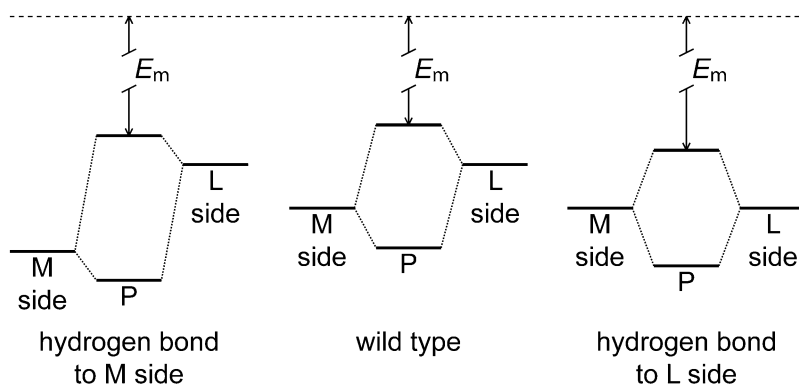 Em
Em
Em
L
side
M
side
P
hydrogen bond
to M side
L
side
M
side
P
wild type
M
side
L
side
P
hydrogen bond
to L side